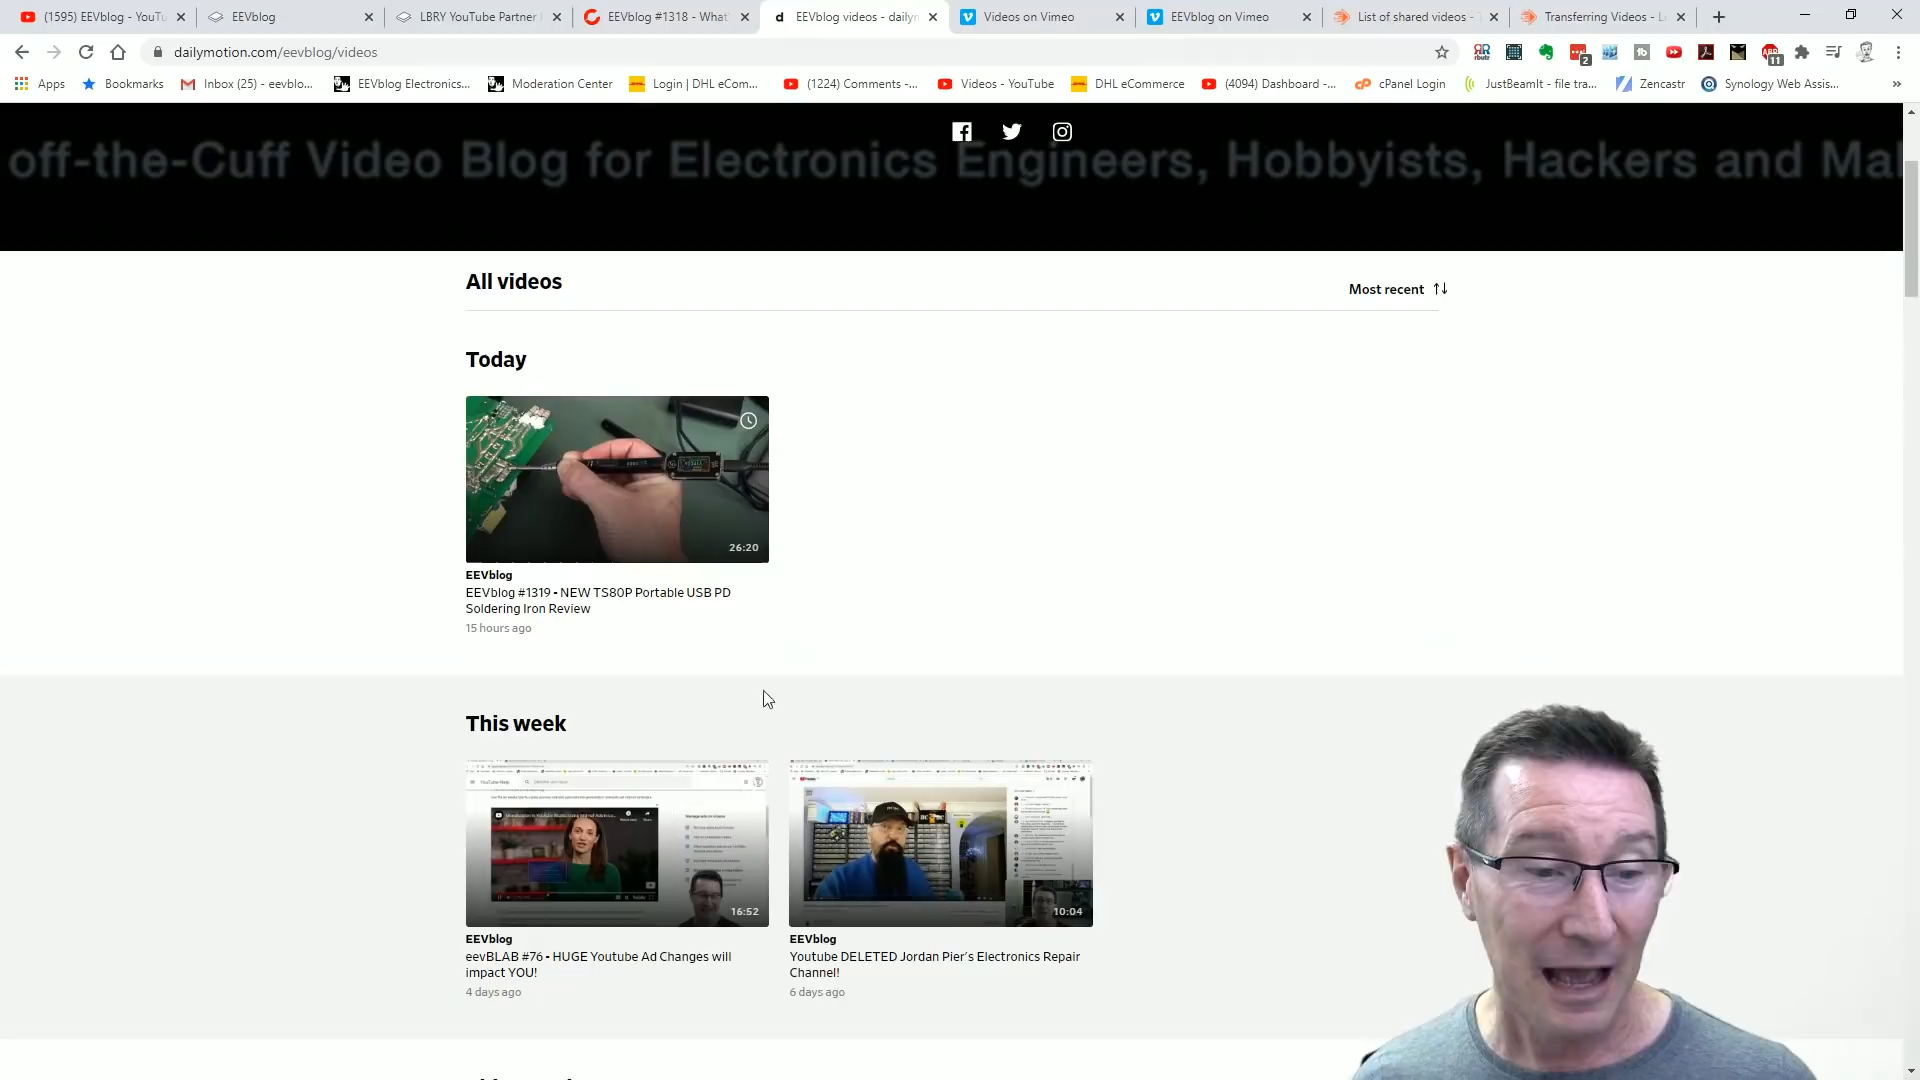 (1595) EEVblog - YouTu
EEVblog
LBRY YouTube Partner
EEVblog #1318 - What'
EEVblog videos - dailym
Videos on Vimeo
EEVblog on Vimeo
List of shared videos -
Transferring Videos - L
dailymotion.com/eevblog/videos
Apps
Bookmarks
Inbox (25) - eevblo...
EEVblog Electronics...
Moderation Center
Login | DHL eCom...
(1224) Comments -...
Videos - YouTube
DHL eCommerce
(4094) Dashboard -...
cPanel Login
JustBeamIt - file tra...
Zencastr
Synology Web Assis...
off-the-Cuff Video Blog for Electronics Engineers, Hobbyists, Hackers and Mak
All videos
Most recent
Today
26:20
EEVblog
EEVblog #1319 - NEW TS80P Portable USB PD
Soldering Iron Review
15 hours ago
This week
16:52
10:04
EEVblog
eevBLAB #76 - HUGE Youtube Ad Changes will
impact YOU!
4 days ago
EEVblog
Youtube DELETED Jordan Pier's Electronics Repair
Channel!
6 days ago